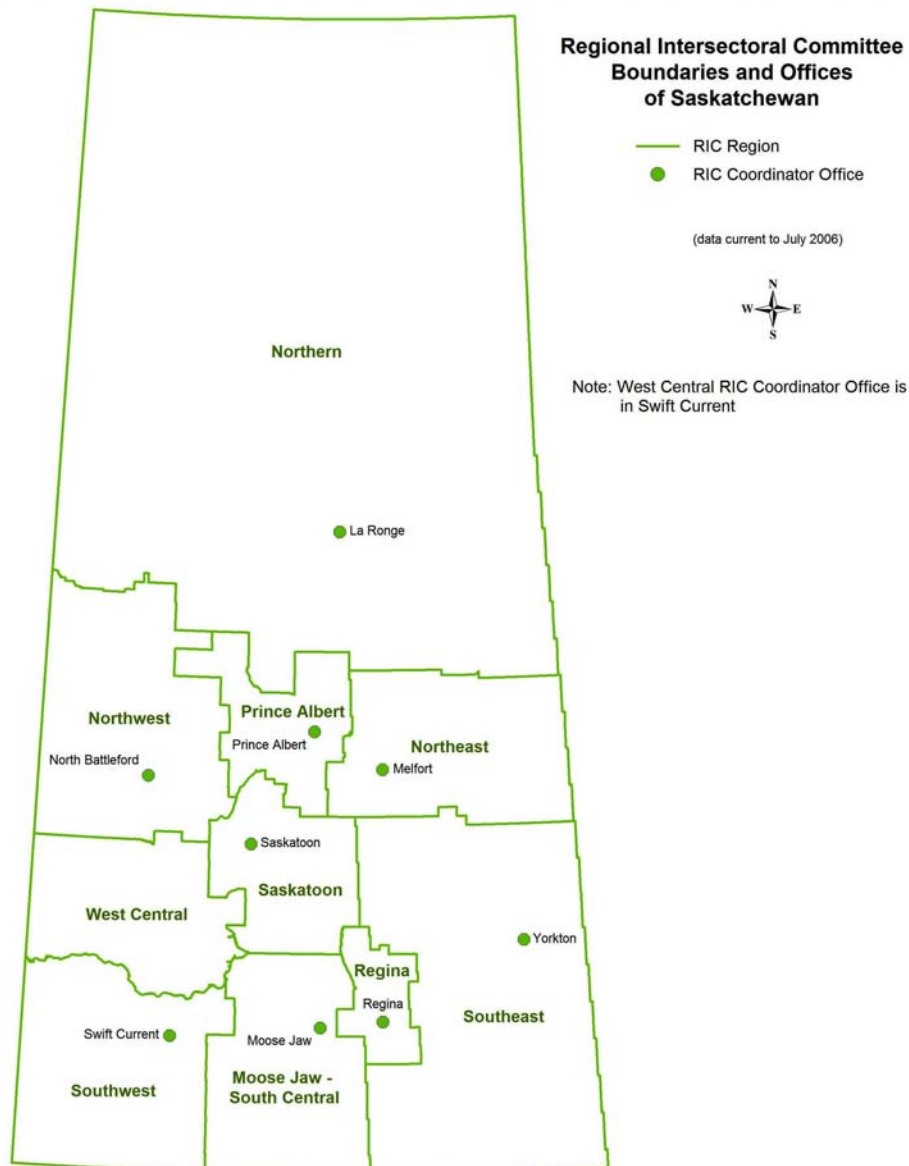 Regional Intersectoral Committee
Boundaries and Offices
of Saskatchewan
RIC Region
RIC Coordinator Office
(data current to July 2006)
N
W E
S
Note: West Central RIC Coordinator Office is
in Swift Current
Northern
La Ronge
Northwest
North Battleford
Prince Albert
Prince Albert
Northeast
Melfort
Saskatoon
Saskatoon
West Central
Yorkton
Regina
Regina
Southeast
Swift Current
Southwest
Moose Jaw
Moose Jaw -
South Central